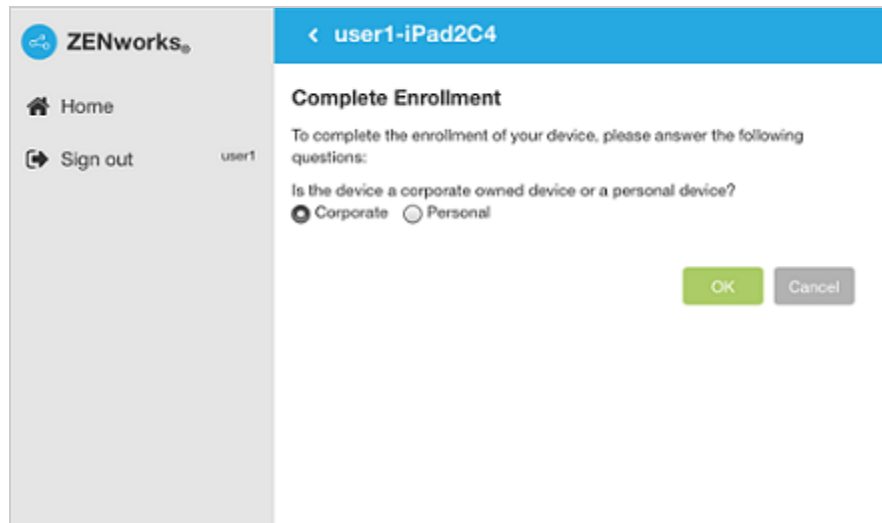 ZENworks®
Home
Sign out
user1
user1-iPad2C4
Complete Enrollment
To complete the enrollment of your device, please answer the following
questions:
Is the device a corporate owned device or a personal device?
Corporate Personal
OK Cancel